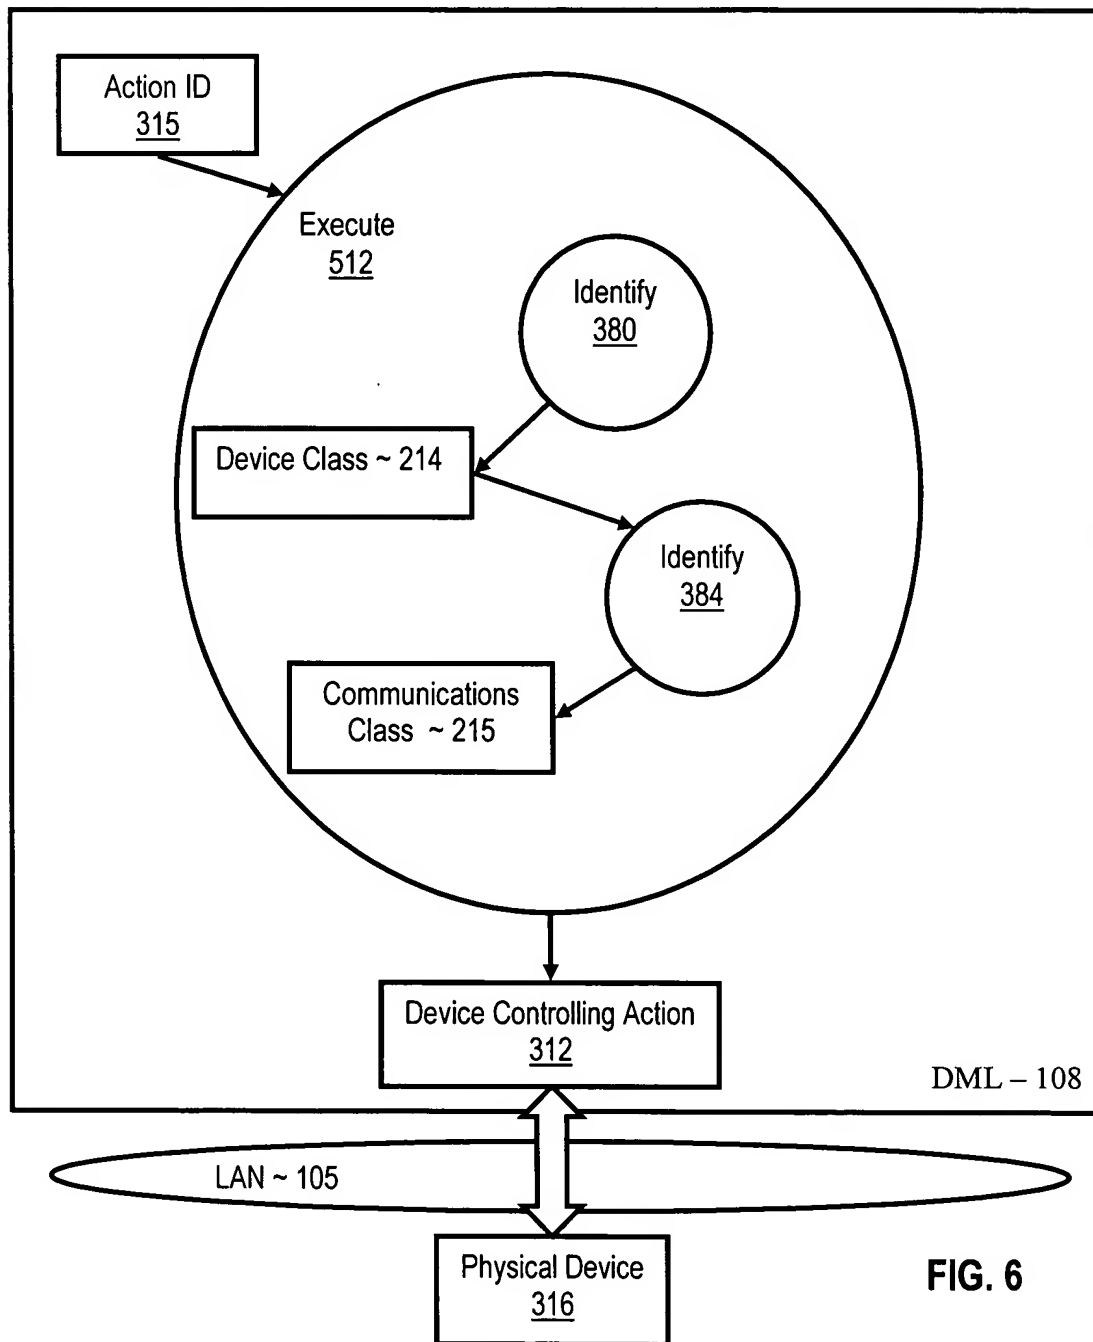 Action ID
315
Execute
512
Identify
380
Device Class ~ 214
Identify
384
Communications
Class ~ 215
Device Controlling Action
312
DML – 108
LAN ~ 105
Physical Device
316
FIG. 6